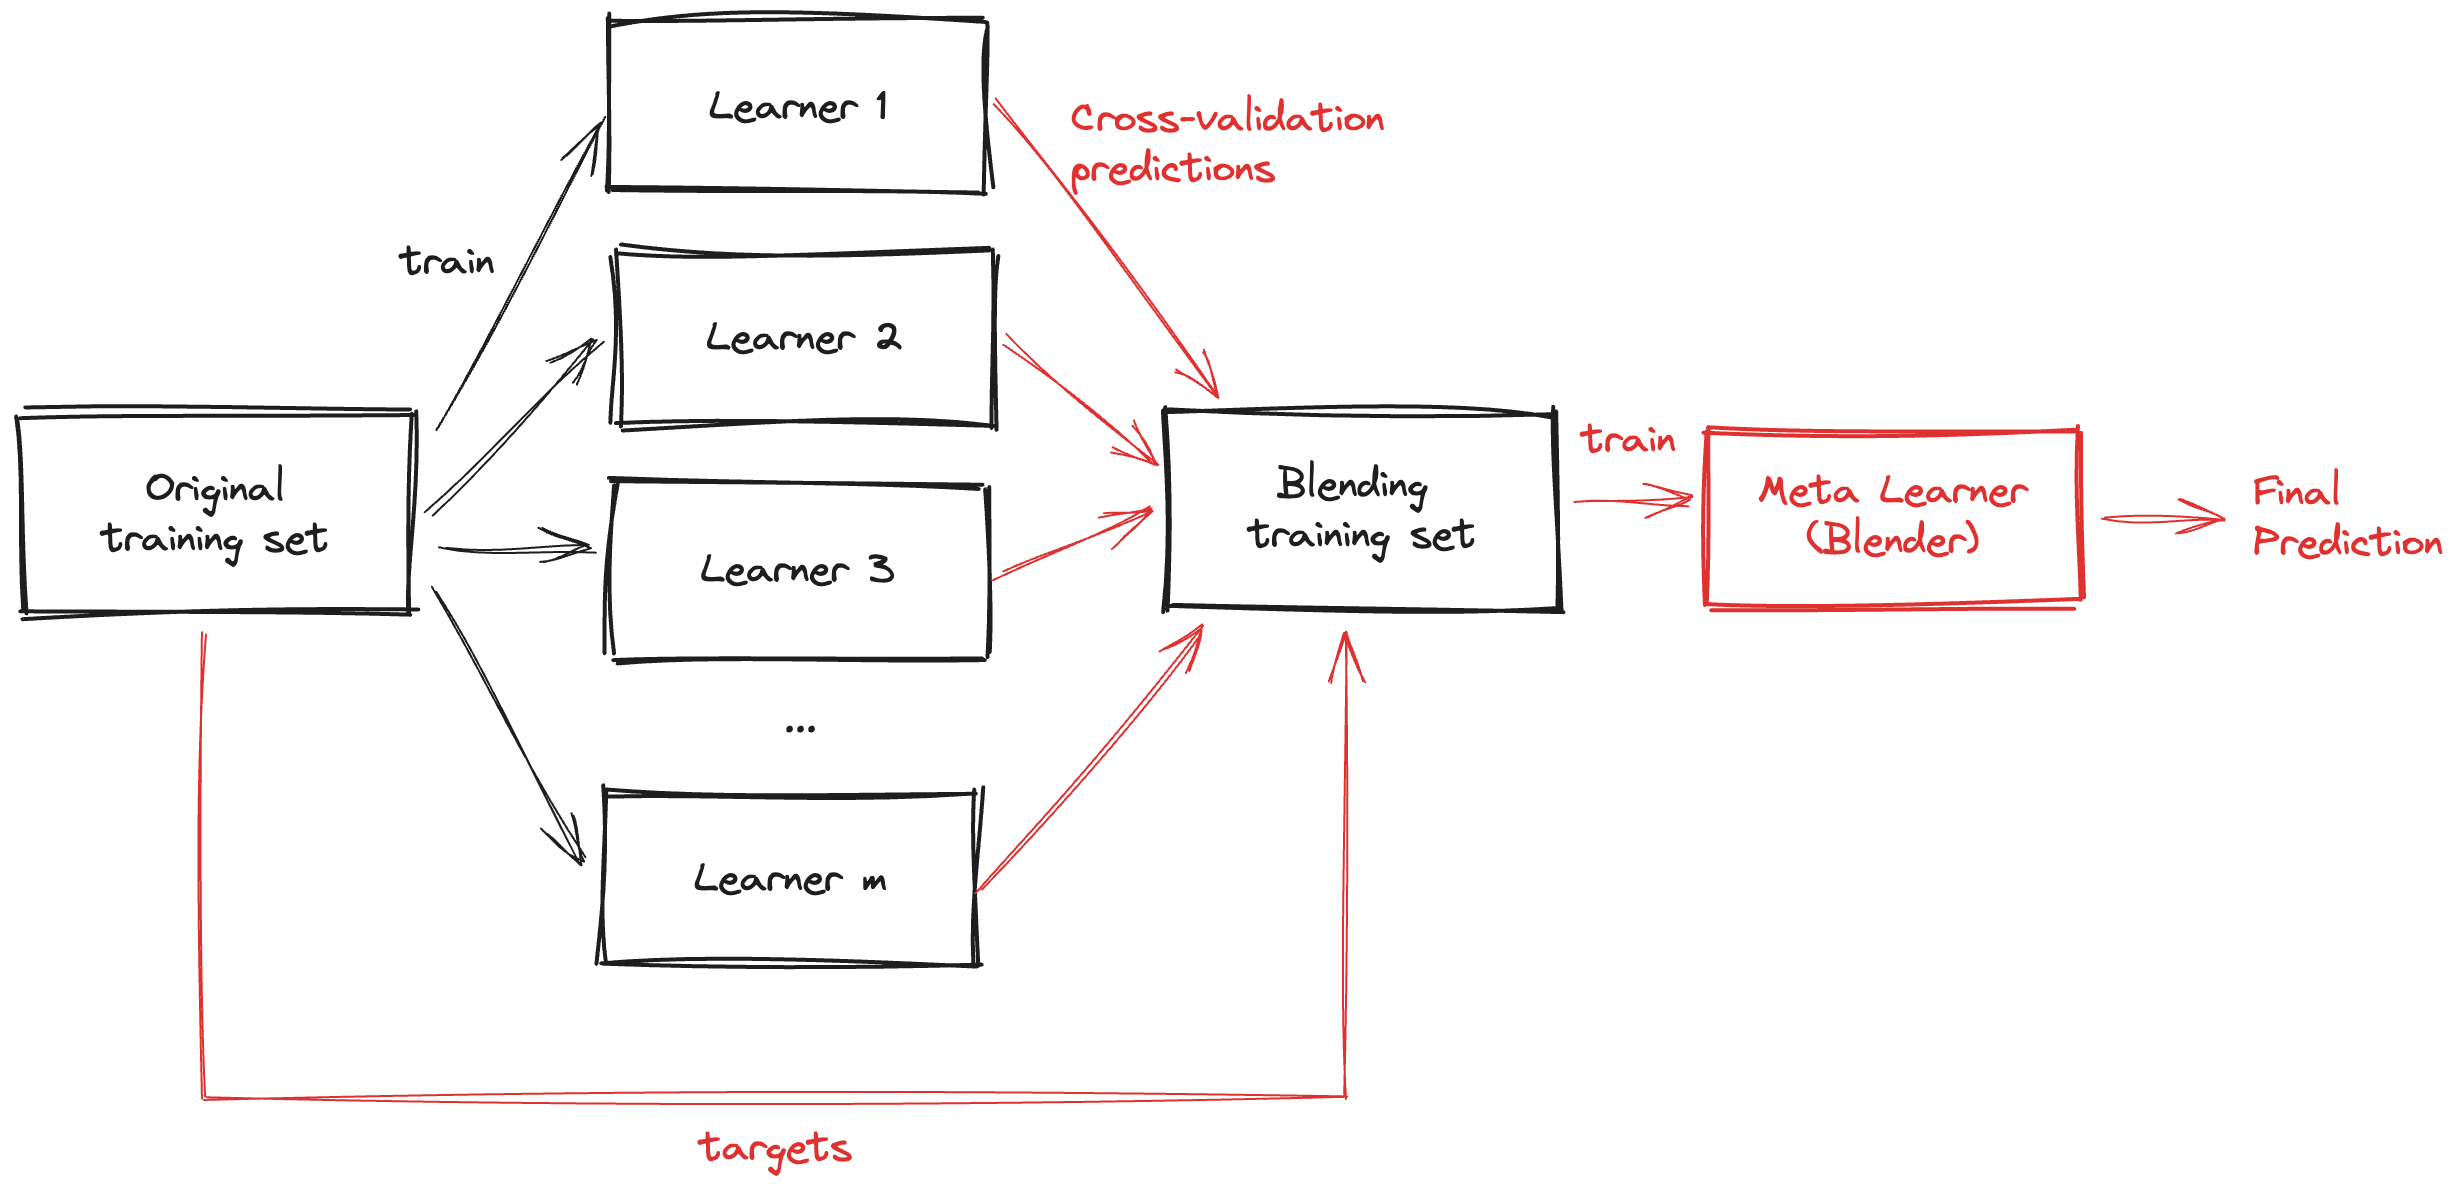 Learner 1
Cross-validation
predictions
train
Learner 2
Original
training set
Learner 3
Blending
training set
train
Meta Learner
(Blender)
Final
Prediction
...
Learner m
targets